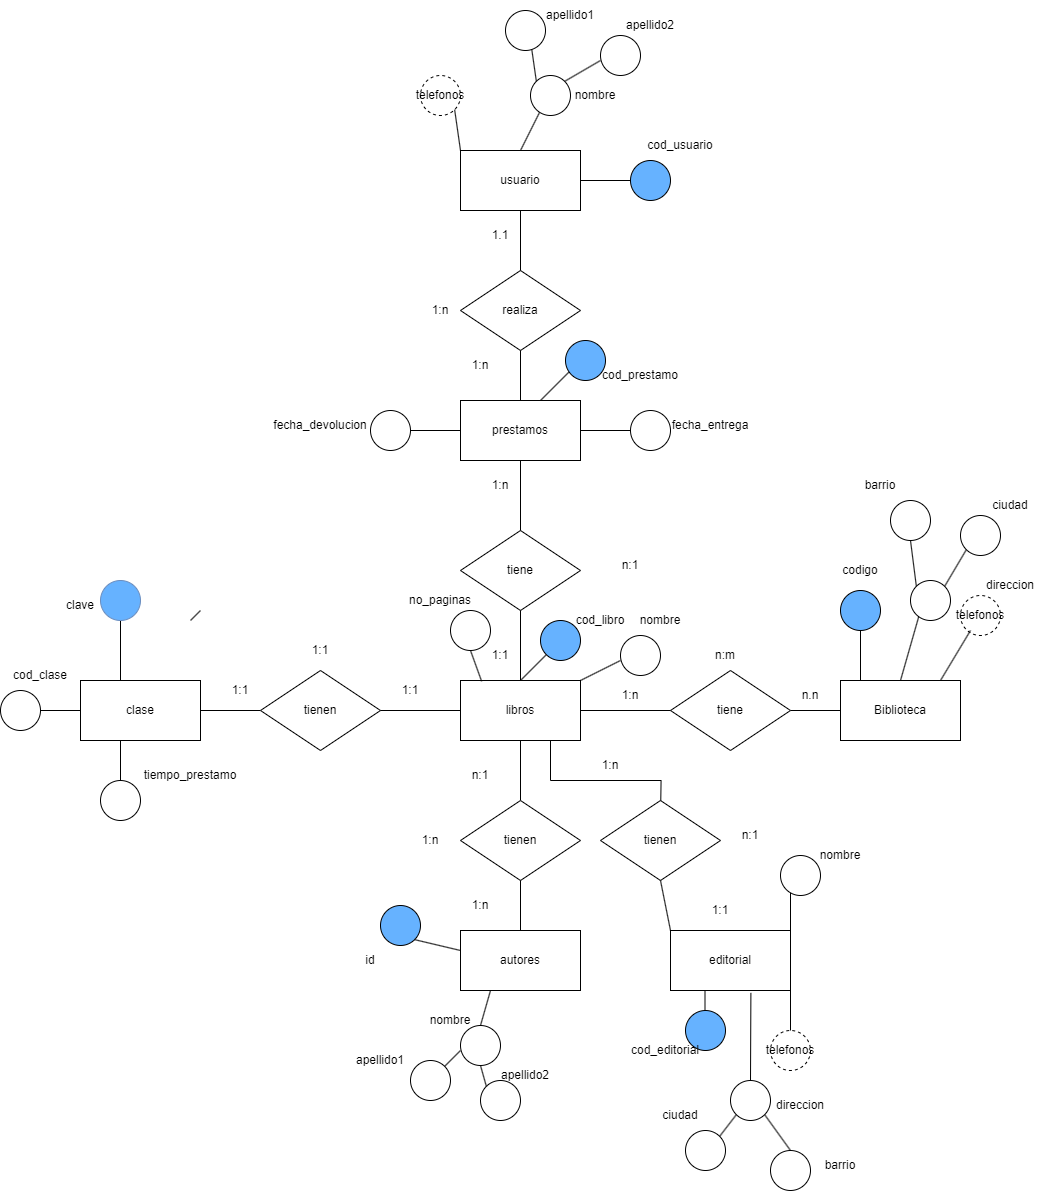 apellido1
apellido2
telefonos
nombre
cod_usuario
usuario
1.1
1:n
realiza
1:n
cod_prestamo
fecha_devolucion
prestamos
fecha_entrega
1:n
barrio
ciudad
tiene
n:1
codigo
direccion
no_paginas
clave
cod_libro
nombre
telefonos
1:1
1:1
n:m
cod_clase
1:1
1:1
1:n
n.n
clase
tienen
libros
tiene
Biblioteca
tiempo_prestamo
n:1
1:n
1:n
tienen
tienen
n:1
nombre
1:n
1:1
id
autores
editorial
nombre
cod_editorial
telefonos
apellido1
apellido2
direccion
ciudad
barrio